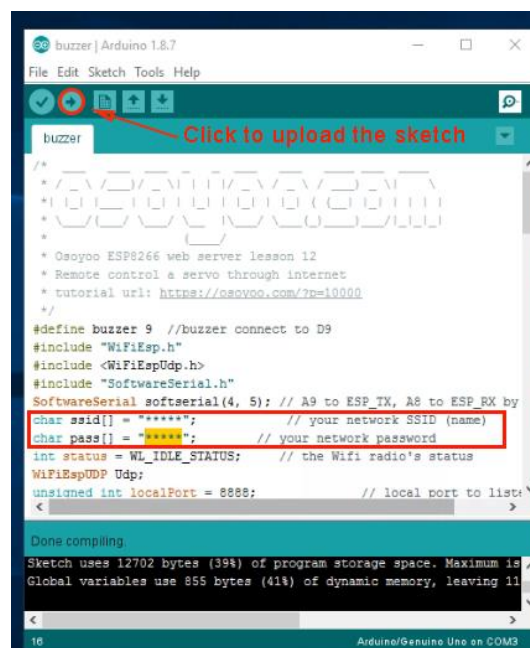 buzzer | Arduino 1.8.7
File Edit Sketch Tools Help
Click to upload the sketch
buzzer
/*
* Osoyoo ESP8266 web server lesson 12
* Remote control a servo through internet
* tutorial url: https://osoyoo.com/?p=10000
*/
#define buzzer 9 //buzzer connect to D9
#include "WiFiEsp.h"
#include <WiFiEspUdp.h>
#include "SoftwareSerial.h"
SoftwareSerial softserial(4, 5); // A9 to ESP_TX, A8 to ESP_RX by
char ssid[] = "*****"; // your network SSID (name)
char pass[] = "*****"; // your network password
int status = WL_IDLE_STATUS; // the Wifi radio's status
WiFiEspUDP Udp;
unsigned int localPort = 8888; // local port to liste
Done compiling.
Sketch uses 12702 bytes (39%) of program storage space. Maximum is
Global variables use 855 bytes (41%) of dynamic memory, leaving 11
16 Arduino/Genuino Uno on COM3